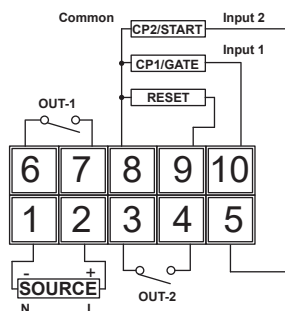 Common
CP2/START
Input 2
CP1/GATE
Input 1
RESET
OUT-1
6 7 8 9 10
1 2 3 4 5
- +
SOURCE
N L
OUT-2